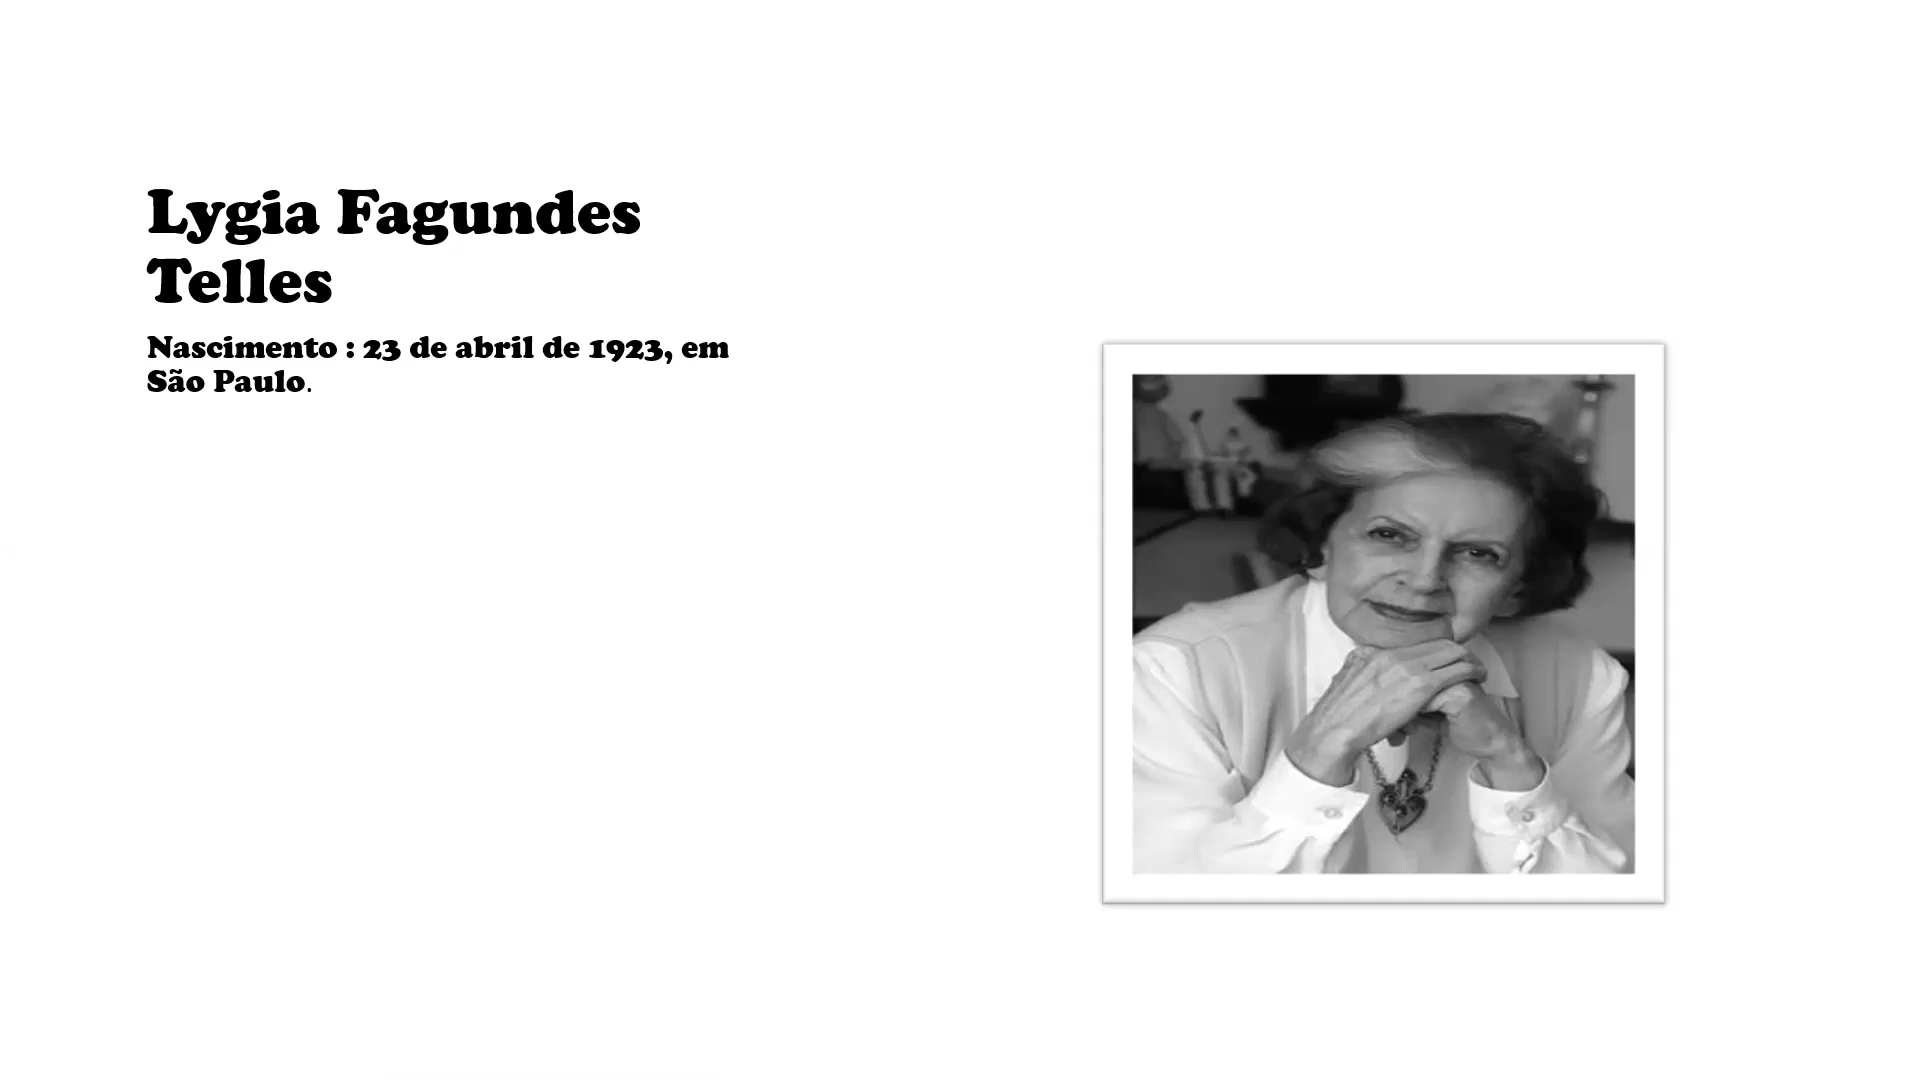 Lygia Fagundes
Telles
Nascimento : 23 de abril de 1923, em
São Paulo.